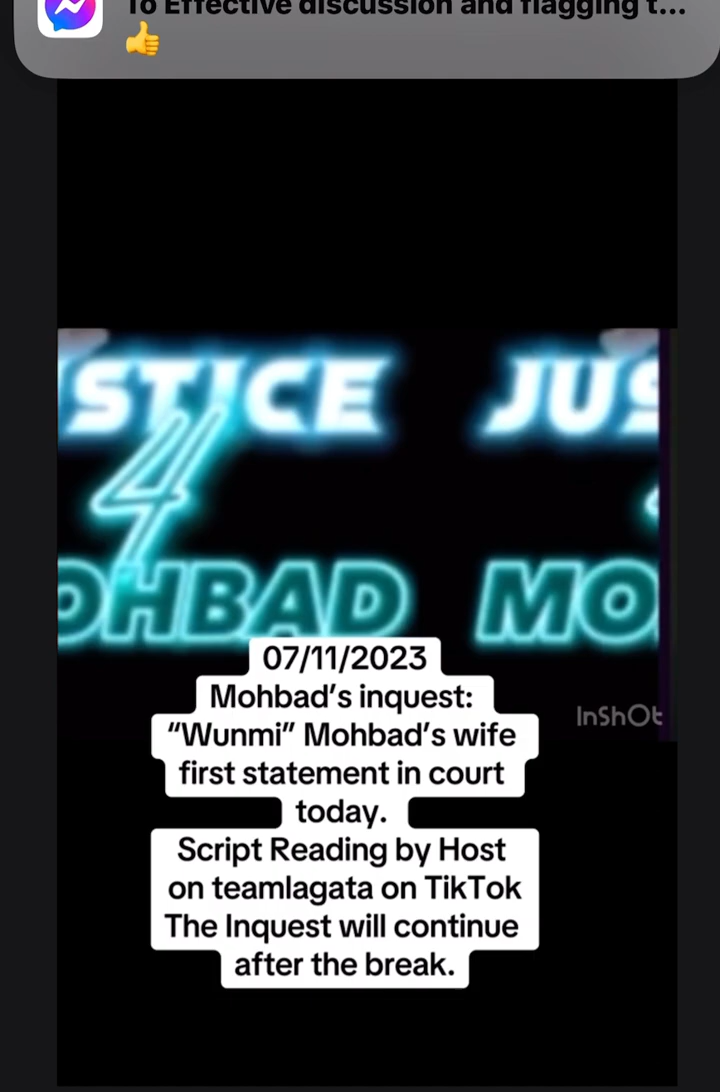 To Effective discussion and flagging t...
👍
STICE JUS
4
OHBAD MO
07/11/2023
Mohbad’s inquest:
“Wunmi” Mohbad’s wife
first statement in court
today.
Script Reading by Host
on teamlagata on TikTok
The Inquest will continue
after the break.
InShOt